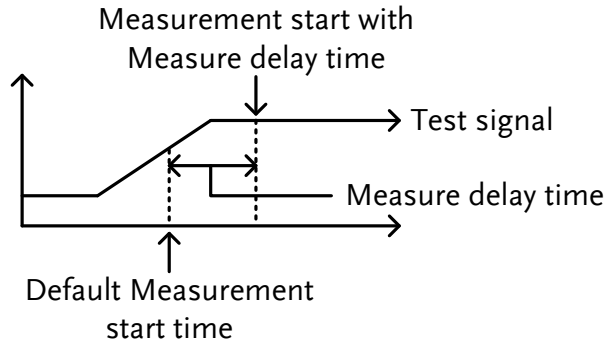 Measurement start with
Measure delay time
Test signal
Measure delay time
Default Measurement
start time